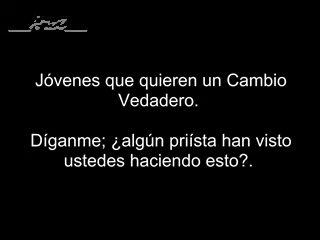 Jóvenes que quieren un Cambio
Vedadero.
Díganme; ¿algún priísta han visto
ustedes haciendo esto?.